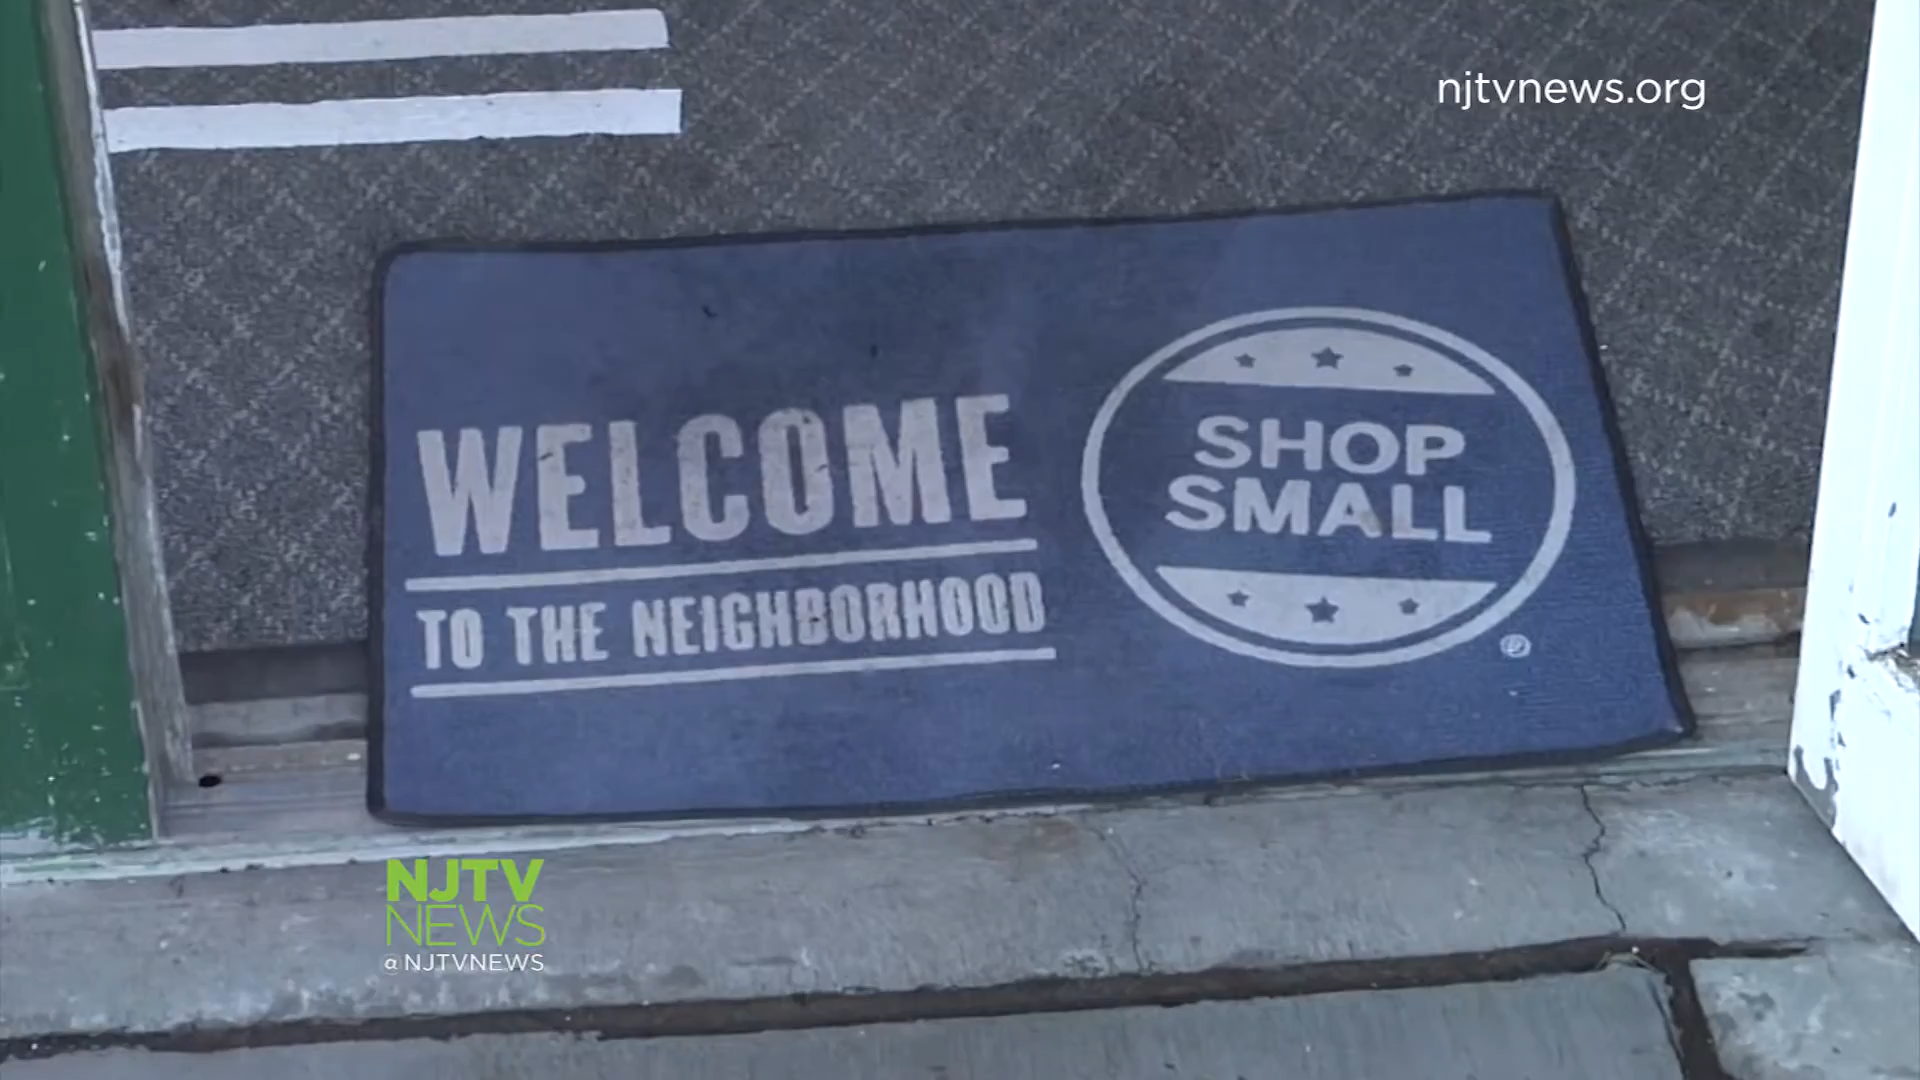 njtvnews.org
WELCOME
TO THE NEIGHBORHOOD
SHOP
SMALL
®
NJTV
NEWS
@NJTVNEWS